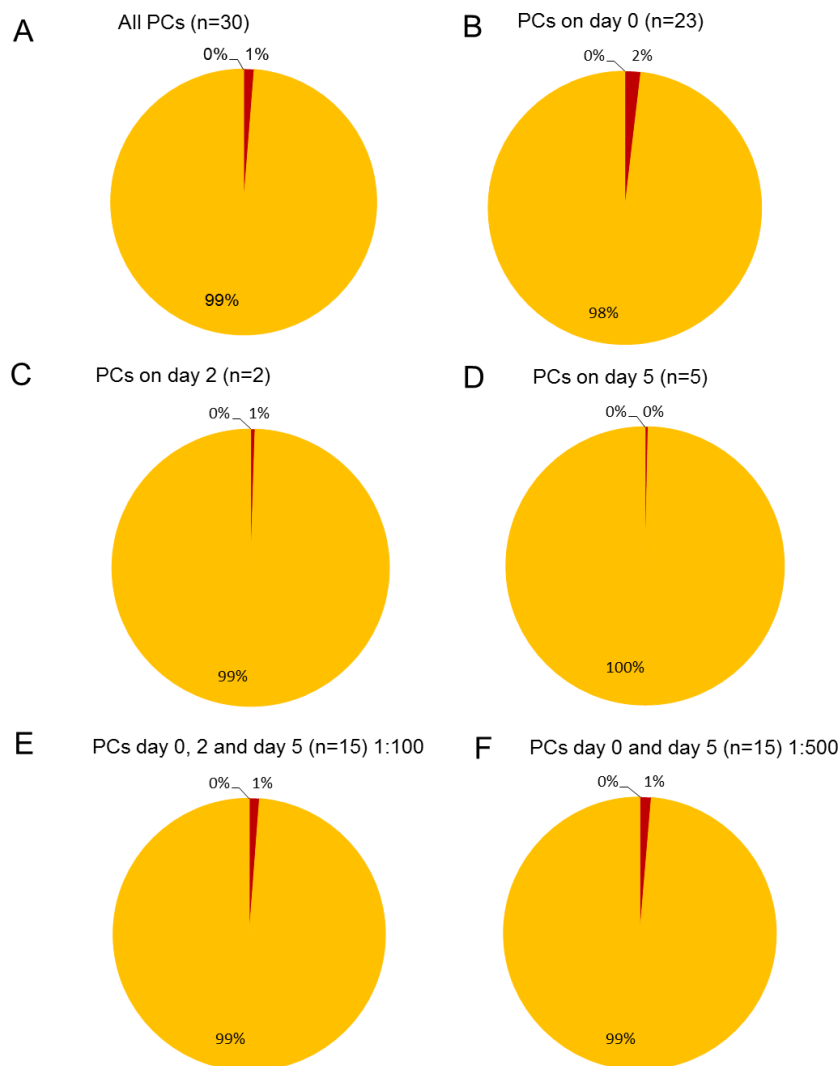 A All PCs (n=30)
0% 1%
99%
B PCs on day 0 (n=23)
0% 2%
98%
C PCs on day 2 (n=2)
0% 1%
99%
D PCs on day 5 (n=5)
0% 0%
100%
E PCs day 0, 2 and day 5 (n=15) 1:100
0% 1%
99%
F PCs day 0 and day 5 (n=15) 1:500
0% 1%
99%